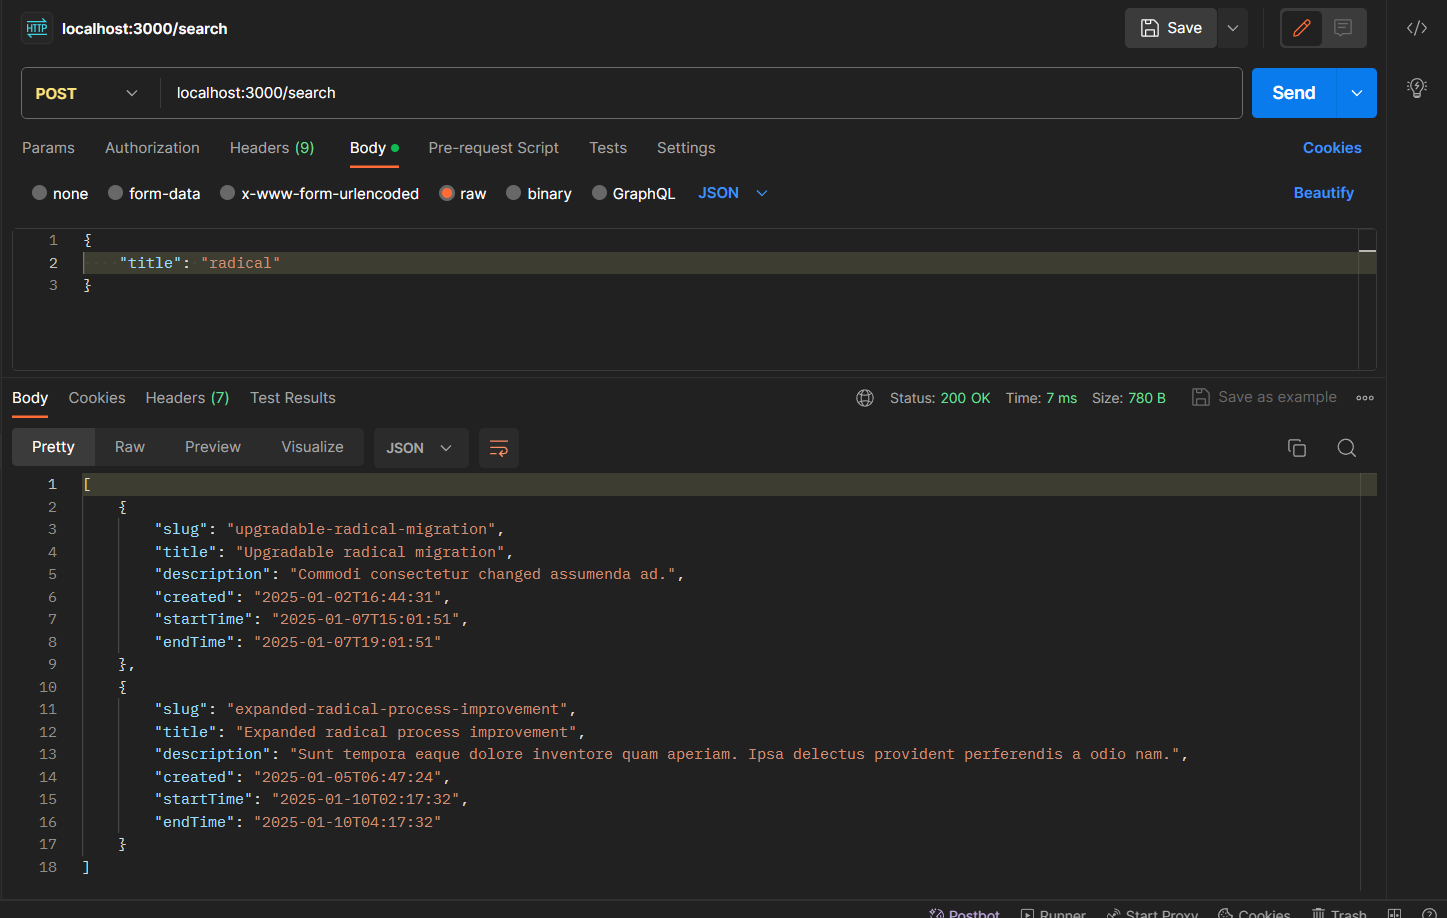 HTTP localhost:3000/search Save
POST localhost:3000/search Send
Params Authorization Headers (9) Body Pre-request Script Tests Settings Cookies
none form-data x-www-form-urlencoded raw binary GraphQL JSON Beautify
1 {
2 "title": "radical"
3 }
Body Cookies Headers (7) Test Results Status: 200 OK Time: 7 ms Size: 780 B Save as example
Pretty Raw Preview Visualize JSON
1 [
2 {
3 "slug": "upgradable-radical-migration",
4 "title": "Upgradable radical migration",
5 "description": "Commodi consectetur changed assumenda ad.",
6 "created": "2025-01-02T16:44:31",
7 "startTime": "2025-01-07T15:01:51",
8 "endTime": "2025-01-07T19:01:51"
9 },
10 {
11 "slug": "expanded-radical-process-improvement",
12 "title": "Expanded radical process improvement",
13 "description": "Sunt tempora eaque dolore inventore quam aperiam. Ipsa delectus provident perferendis a odio nam.",
14 "created": "2025-01-05T06:47:24",
15 "startTime": "2025-01-10T02:17:32",
16 "endTime": "2025-01-10T04:17:32"
17 }
18 ]
Postbot Runner Start Proxy Cookies Trash